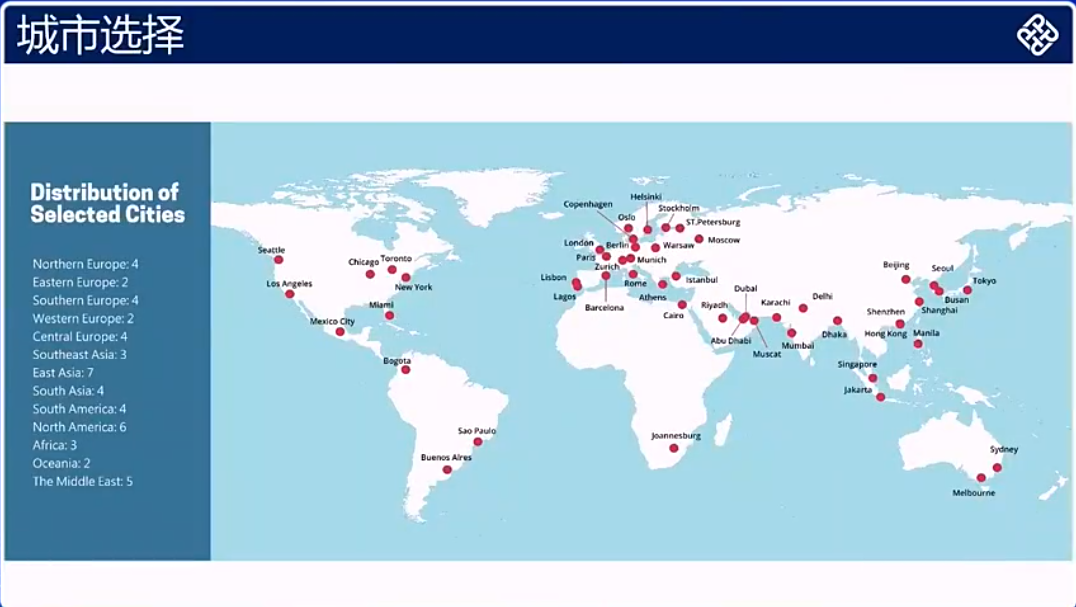 城市选择
Distribution of
Selected Cities
Northern Europe: 4
Eastern Europe: 2
Southern Europe: 4
Western Europe: 2
Central Europe: 4
Southeast Asia: 3
East Asia: 7
South Asia: 4
South America: 4
North America: 6
Africa: 3
Oceania: 2
The Middle East: 5
Seattle
Los Angeles
Chicago
Toronto
New York
Miami
Mexico City
Bogota
Sao Paulo
Buenos Aires
Copenhagen
Helsinki
Oslo
Stockholm
ST.Petersburg
London
Berlin
Warsaw
Moscow
Paris
Munich
Zurich
Lisbon
Rome
Istanbul
Lagos
Barcelona
Athens
Cairo
Riyadh
Dubal
Karachi
Delhi
Abu Dhabi
Muscat
Mumbai
Dhaka
Beijing
Seoul
Tokyo
Busan
Shanghai
Shenzhen
Hong Kong
Manila
Singapore
Jakarta
Joannesburg
Sydney
Melbourne